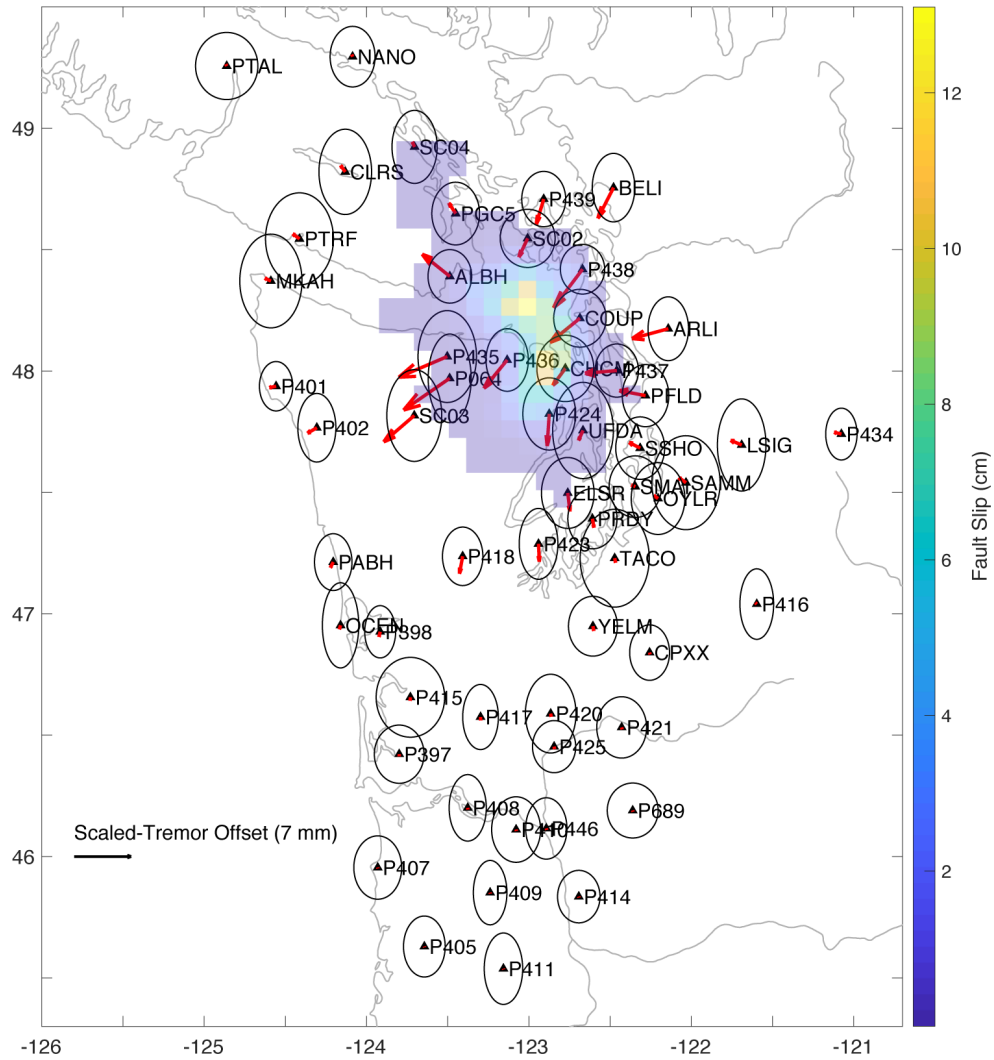 PTAL
NANO
49
SC04
CLRS
PGC5
P439
BELI
PTRF
SC02
MKAH
ALBH
P438
COUP
ARLI
48
P435
P436
P064
CHCM
P437
P401
PFLD
P402
SC03
P424
UFDA
SSHO
LSIG
P434
ELSR
SMAI
SAMM
OYLR
PRDY
PABH
P418
P423
TACO
47
P416
OCEN
P398
YELM
CPXX
P415
P417
P420
P421
P425
P397
P408
P410
P446
P689
Scaled-Tremor Offset (7 mm)
46
P407
P409
P414
P405
P411
-126
-125
-124
-123
-122
-121
12
10
8
6
4
2
Fault Slip (cm)